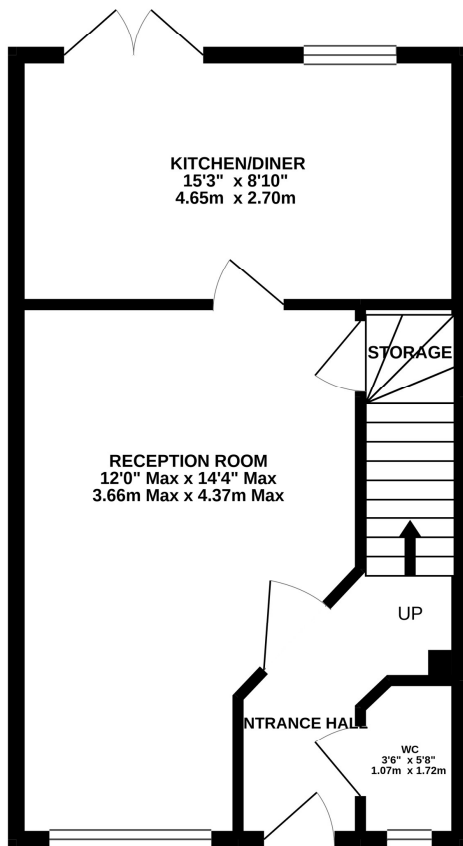 KITCHEN/DINER
15'3" x 8'10"
4.65m x 2.70m
STORAGE
RECEPTION ROOM
12'0" Max x 14'4" Max
3.66m Max x 4.37m Max
UP
NTRANCE HALL
WC
3'6" x 5'8"
1.07m x 1.72m